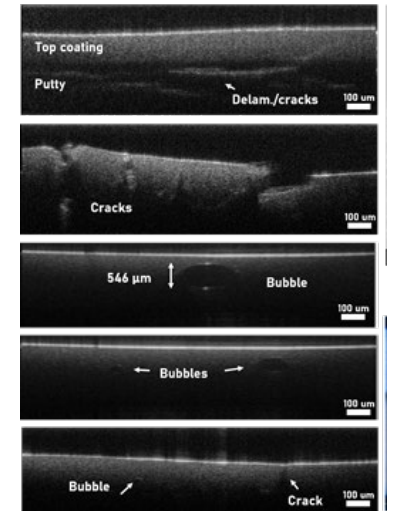 Top coating
Putty
Delam./cracks
100 um
Cracks
100 um
546 µm
Bubble
100 um
Bubbles
100 um
Bubble
Crack
100 um